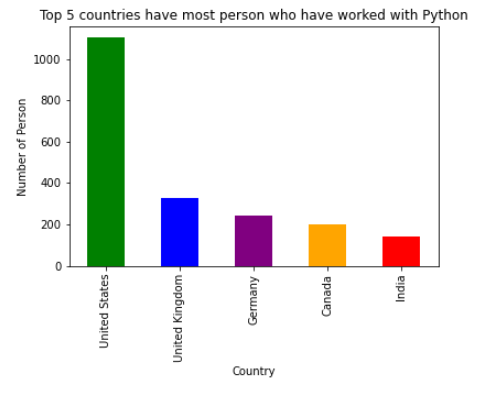 Top 5 countries have most person who have worked with Python
Number of Person
1000
800
600
400
200
0
United States
United Kingdom
Germany
Canada
India
Country